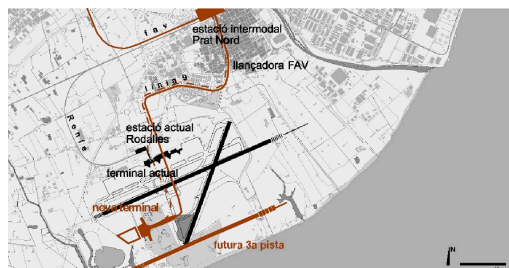 fav
estació intermodal
Prat Nord
llançadora FAV
línia 9
Renfe
estació actual
Rodalies
terminal actual
nova terminal
futura 3a pista
N